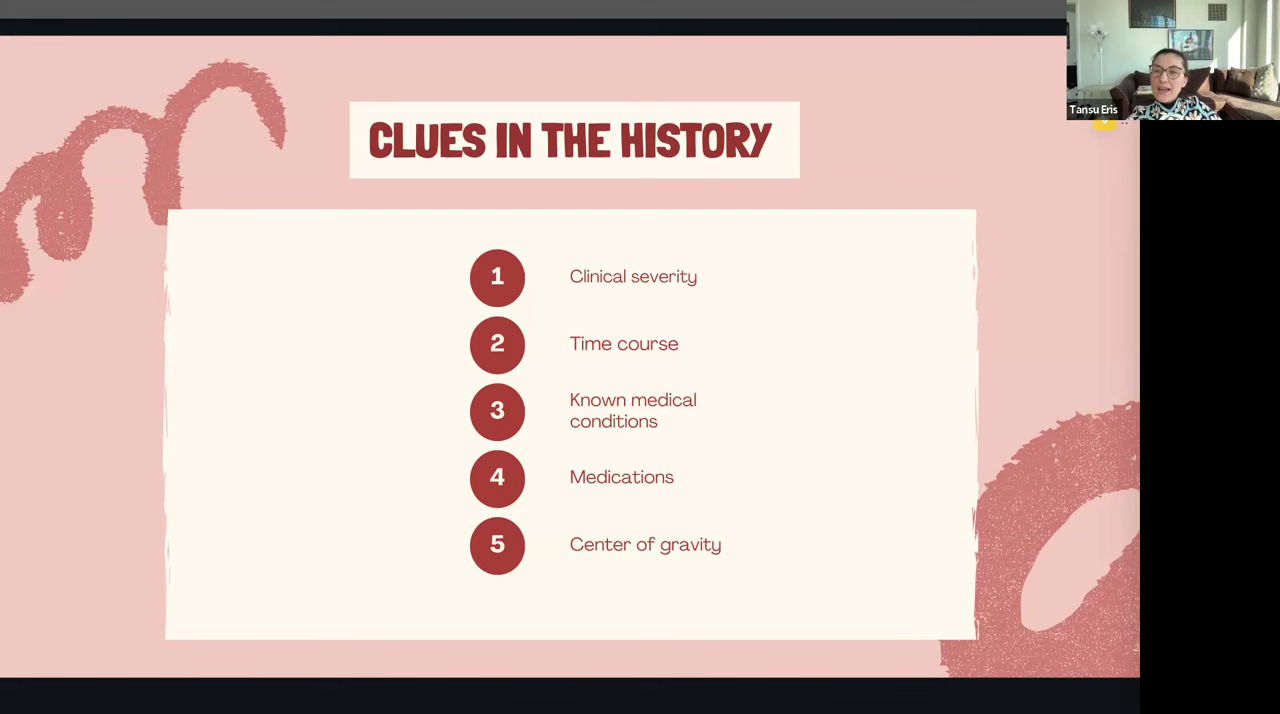 Tansu Eris
CLUES IN THE HISTORY
1 Clinical severity
2 Time course
3 Known medical
conditions
4 Medications
5 Center of gravity